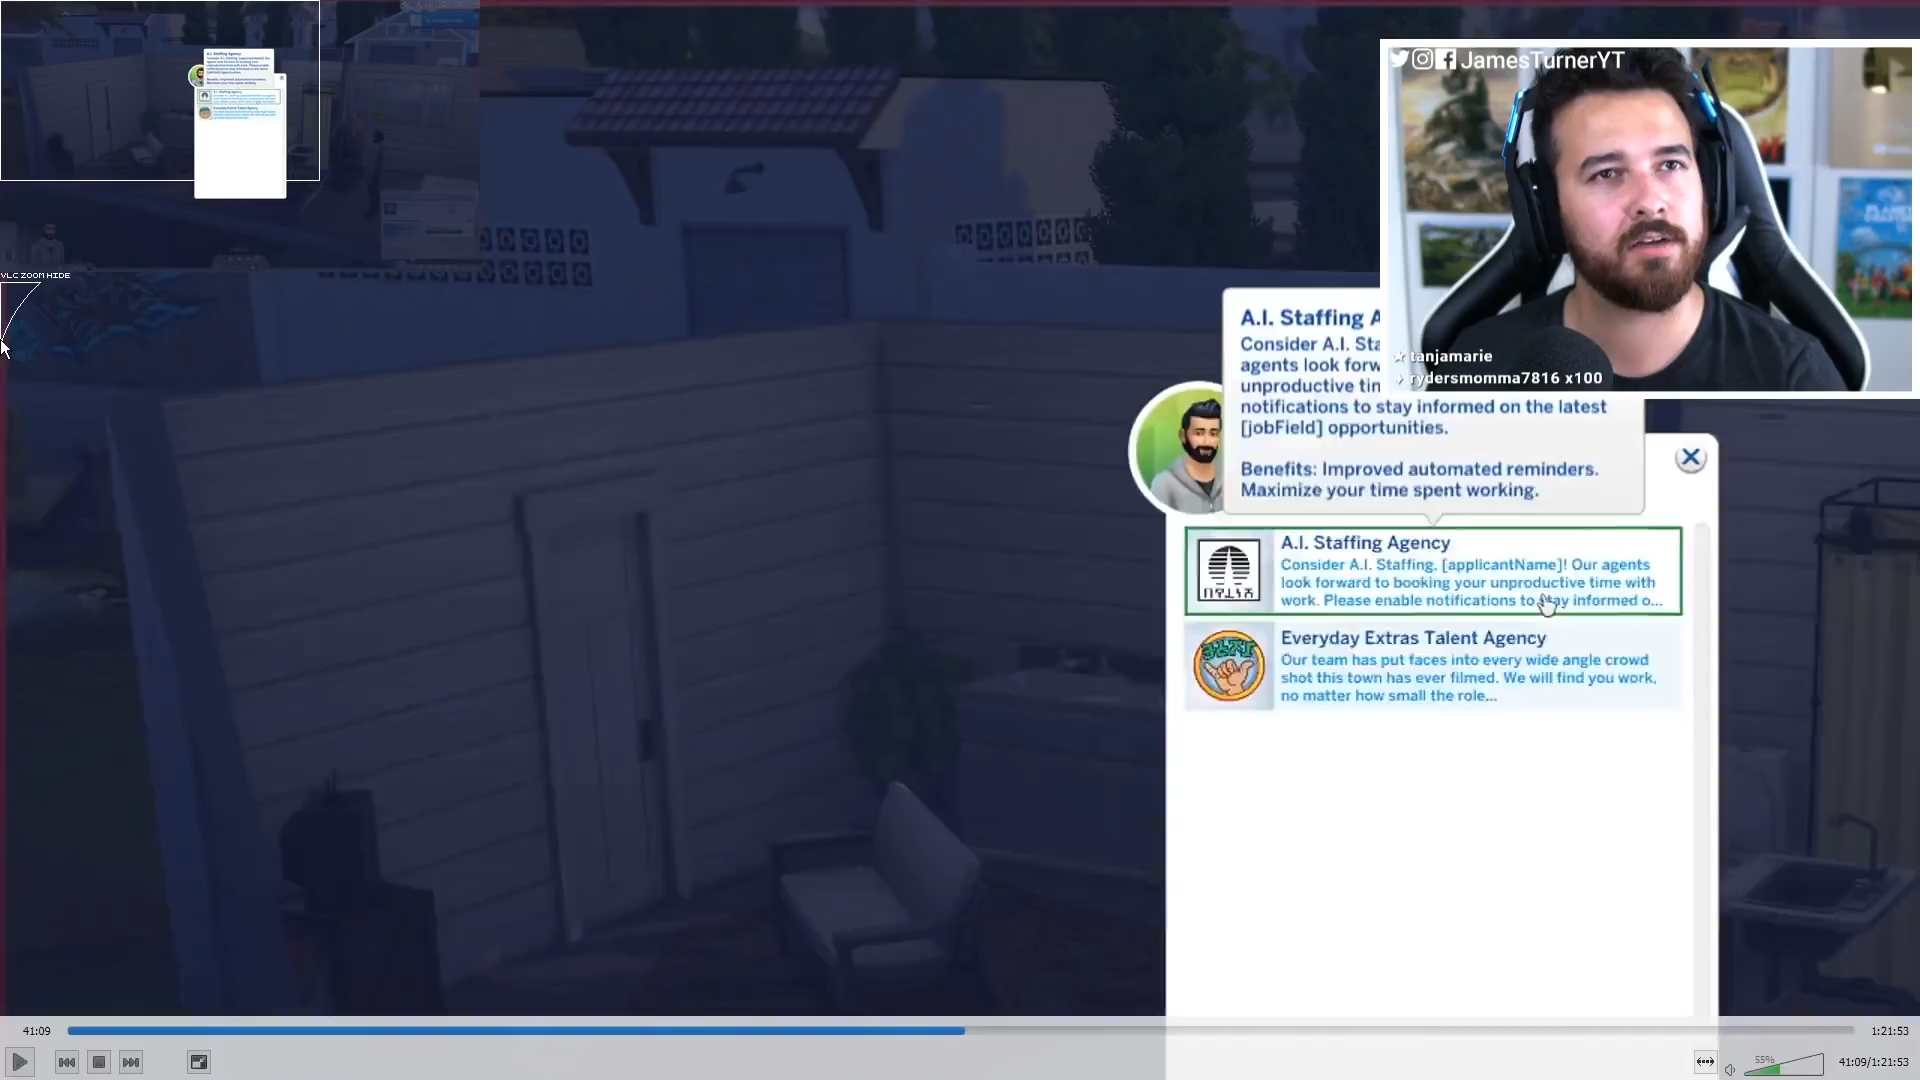 JamesTurnerYT
tanjamarie
rydersmomma7816 x100
VLC ZOOM HIDE
A.I. Staffing A
Consider A.I. Sta
agents look forw
unproductive tin
notifications to stay informed on the latest
[jobField] opportunities.
Benefits: Improved automated reminders.
Maximize your time spent working.
A.I. Staffing Agency
Consider A.I. Staffing, [applicantName]! Our agents
look forward to booking your unproductive time with
work. Please enable notifications to stay informed o...
Everyday Extras Talent Agency
Our team has put faces into every wide angle crowd
shot this town has ever filmed. We will find you work,
no matter how small the role...
41:09
1:21:53
55%
41:09/1:21:53